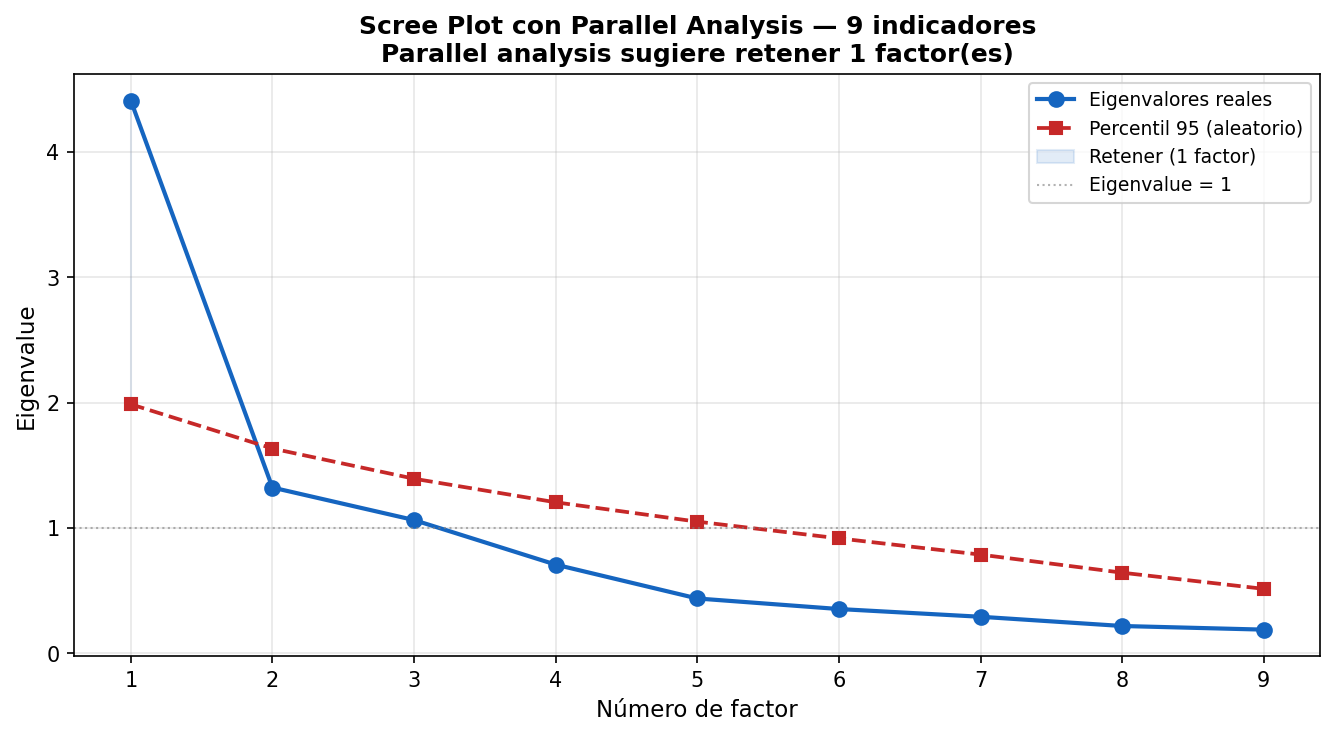 Scree Plot con Parallel Analysis — 9 indicadores
Parallel analysis sugiere retener 1 factor(es)
Eigenvalores reales
Percentil 95 (aleatorio)
Retener (1 factor)
Eigenvalue = 1
Eigenvalue
4
3
2
1
0
1 2 3 4 5 6 7 8 9
Número de factor